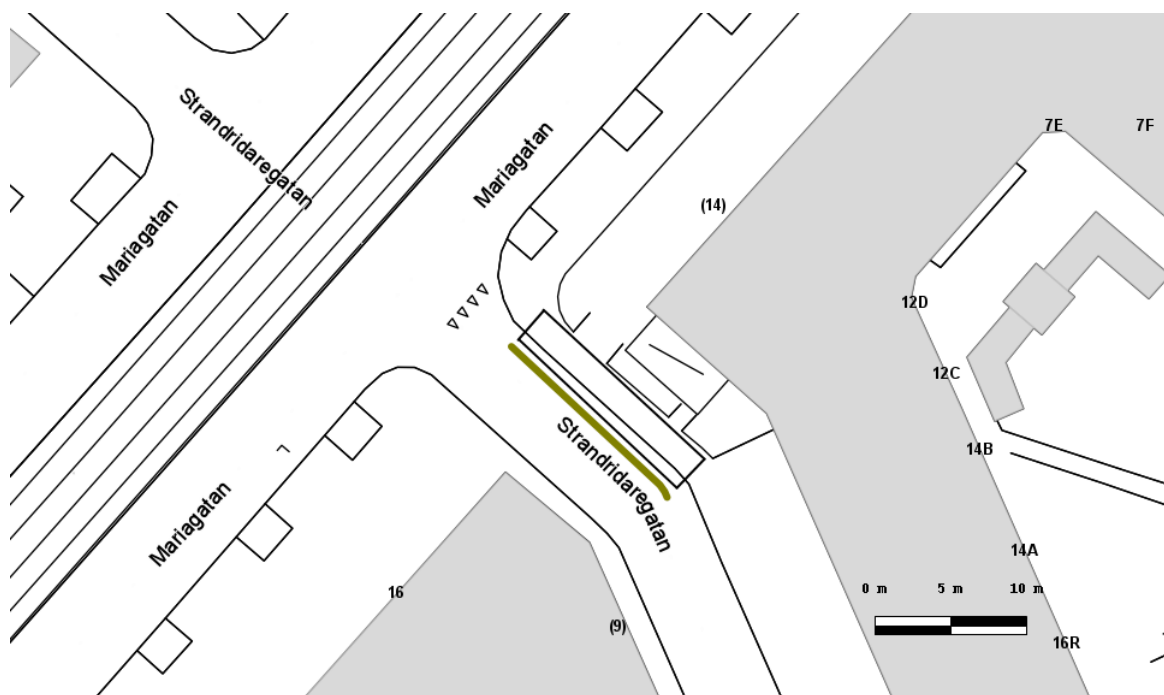 Strandridaregatan
7E
7F
Mariagatan
(14)
Mariagatan
12D
12C
Strandridaregatan
14B
Mariagatan
14A
0 m 5 m 10 m
16
(9)
16R